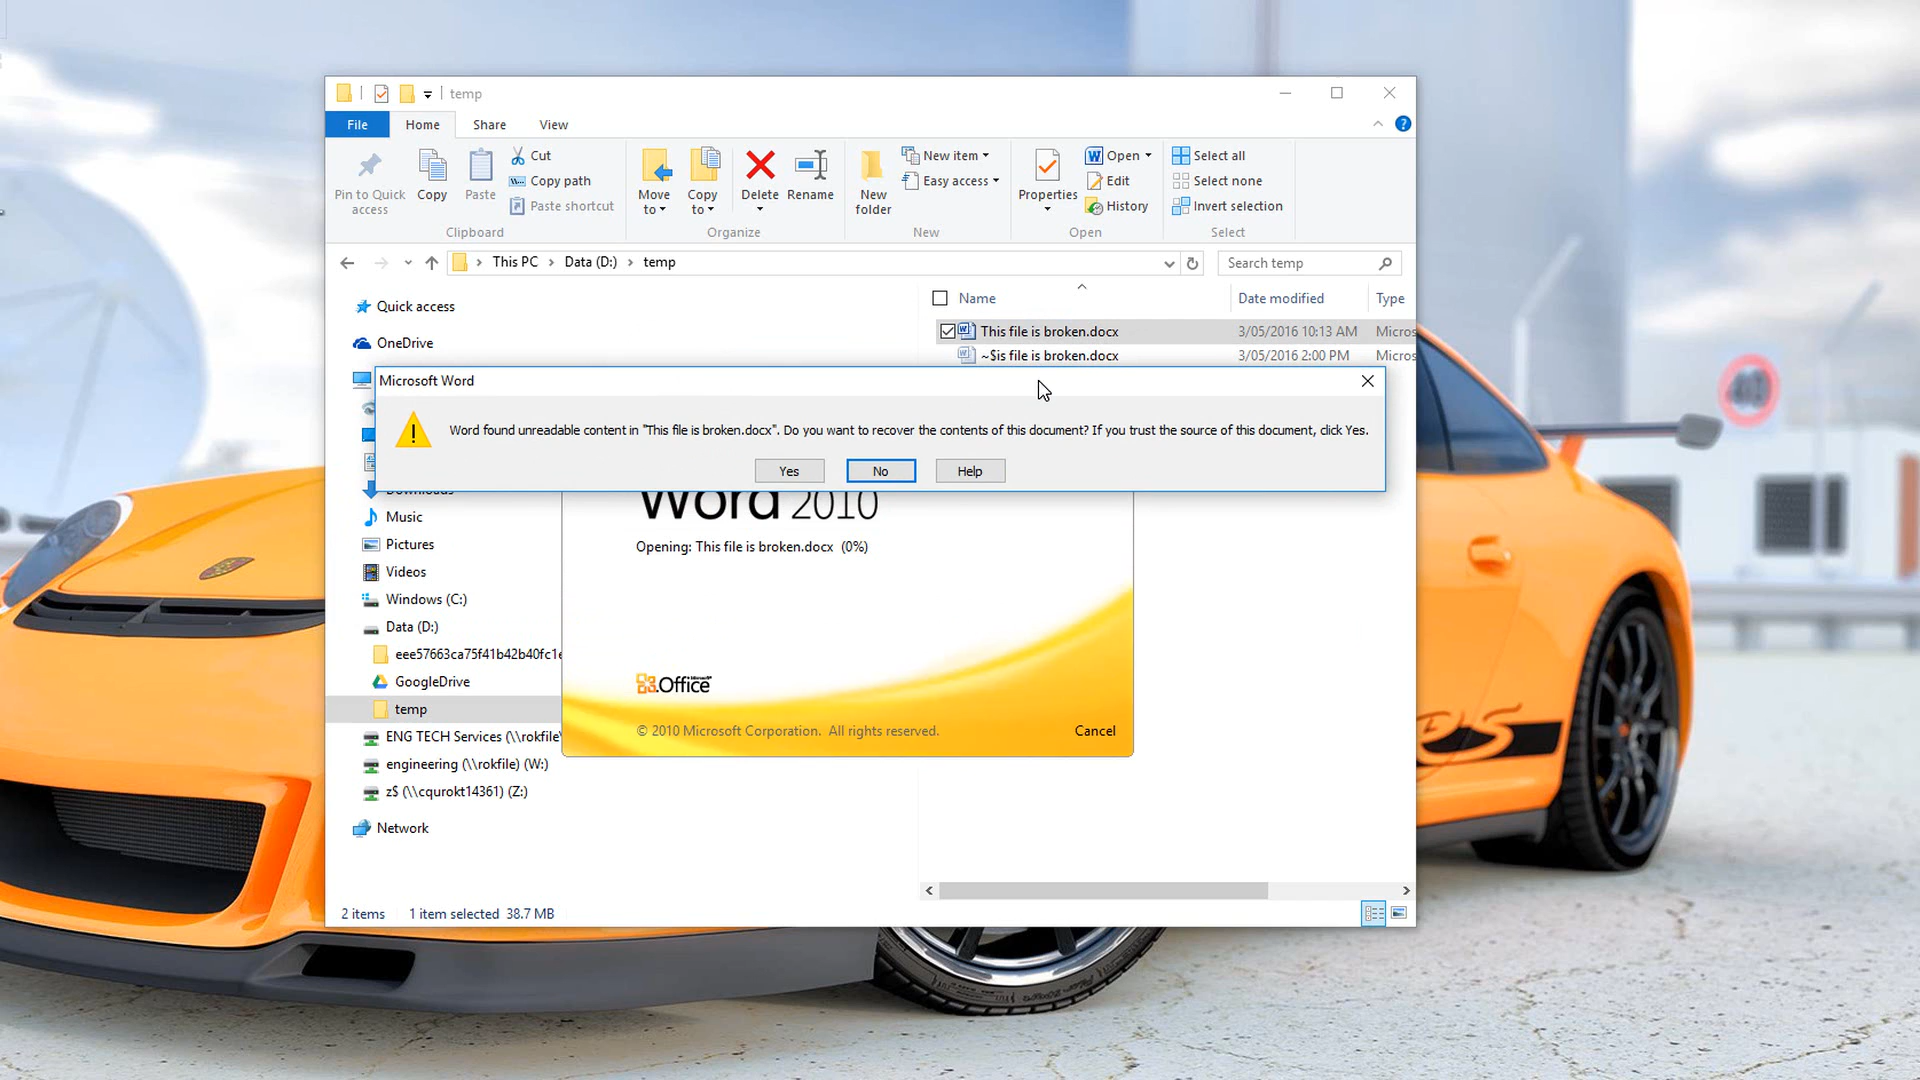 temp
File Home Share View
Pin to Quick access
Copy
Paste
Cut
Copy path
Paste shortcut
Clipboard
Move to
Copy to
Delete
Rename
Organize
New folder
New item
Easy access
New
Properties
Open
Edit
History
Open
Select all
Select none
Invert selection
Select
This PC > Data (D:) > temp
Search temp
Name Date modified Type
Quick access
This file is broken.docx 3/05/2016 10:13 AM Micros
OneDrive
~$is file is broken.docx 3/05/2016 2:00 PM Micros
Microsoft Word
Word found unreadable content in "This file is broken.docx". Do you want to recover the contents of this document? If you trust the source of this document, click Yes.
Yes No Help
Downloads
Word 2010
Music
Opening: This file is broken.docx (0%)
Pictures
Videos
Windows (C:)
Data (D:)
eee57663ca75f41b42b40fc1e
GoogleDrive
Office
temp
© 2010 Microsoft Corporation. All rights reserved.
Cancel
ENG TECH Services (\\rokfile\
engineering (\\rokfile) (W:)
z$ (\\cqurokt14361) (Z:)
Network
2 items 1 item selected 38.7 MB